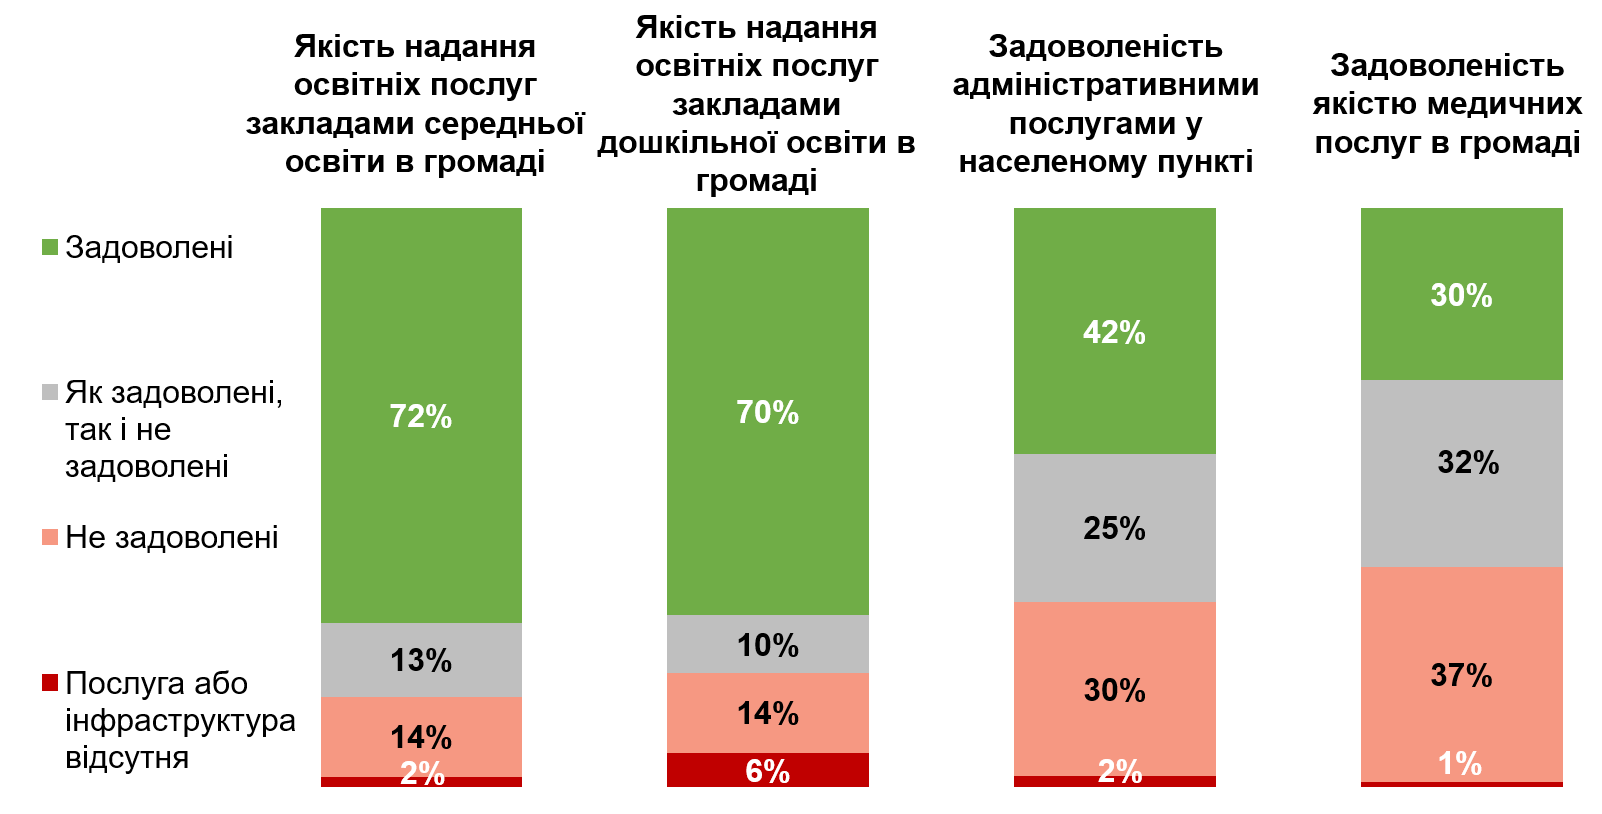 Якість надання
освітніх послуг
закладами середньої
освіти в громаді
Якість надання
освітніх послуг
закладами
дошкільної освіти в
громаді
Задоволеність
адміністративними
послугами у
населеному пункті
Задоволеність
якістю медичних
послуг в громаді
Задоволені
Як задоволені,
так і не
задоволені
Не задоволені
Послуга або
інфраструктура
відсутня
72%
13%
14%
2%
70%
10%
14%
6%
42%
25%
30%
2%
30%
32%
37%
1%